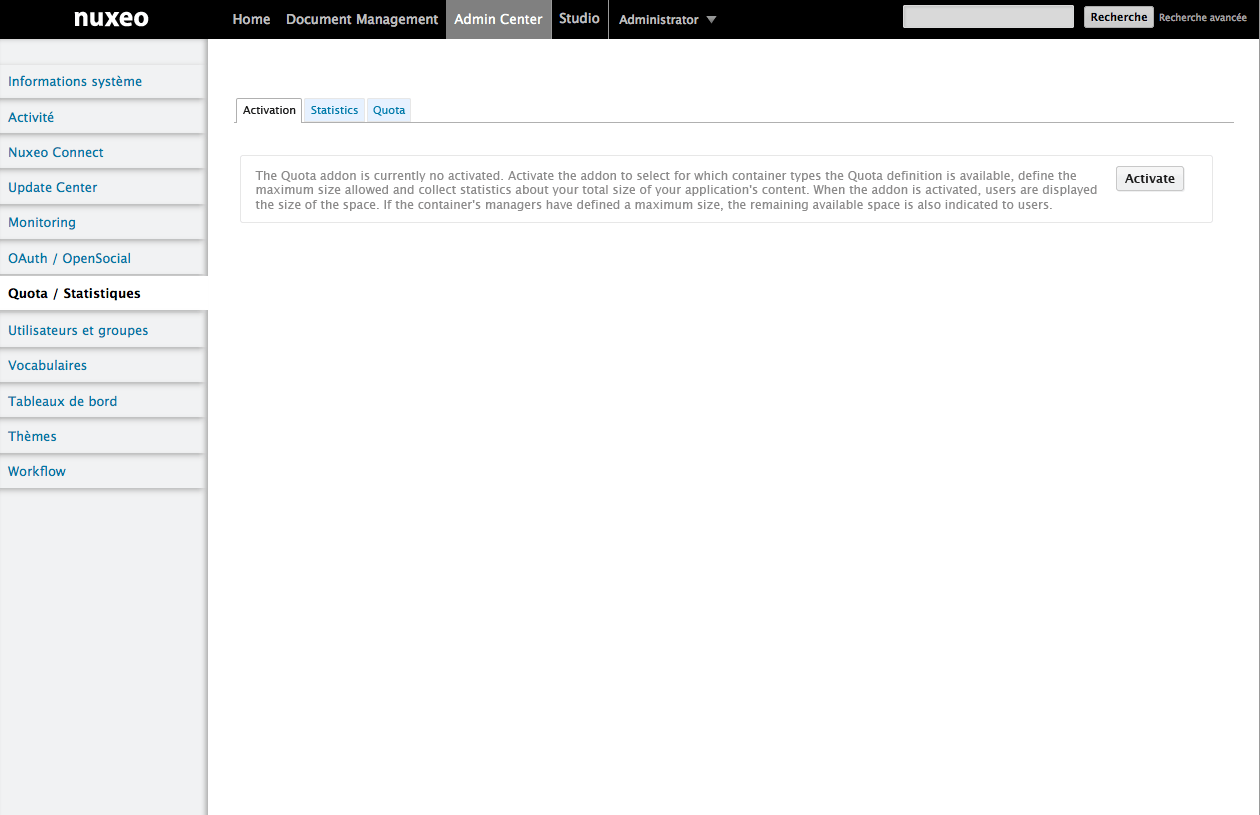 nuxeo Home Document Management Admin Center Studio Administrator Recherche Recherche avancée
Informations système
Activité
Nuxeo Connect
Update Center
Monitoring
OAuth / OpenSocial
Quota / Statistiques
Utilisateurs et groupes
Vocabulaires
Tableaux de bord
Thèmes
Workflow
Activation Statistics Quota
The Quota addon is currently no activated. Activate the addon to select for which container types the Quota definition is available, define the
maximum size allowed and collect statistics about your total size of your application's content. When the addon is activated, users are displayed
the size of the space. If the container's managers have defined a maximum size, the remaining available space is also indicated to users.
Activate